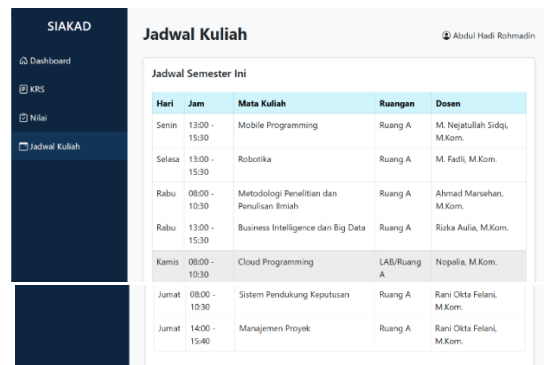 SIAKAD
Dashboard
KRS
Nilai
Jadwal Kuliah
Jadwal Kuliah
Abdul Hadi Rohmadin
Jadwal Semester Ini
Hari Jam Mata Kuliah Ruangan Dosen
Senin 13:00 - Mobile Programming Ruang A M. Nejatullah Sidqi,
15:30 M.Kom.
Selasa 13:00 - Robotika Ruang A M. Fadli, M.Kom.
15:30
Rabu 08:00 - Metodologi Penelitian dan Ruang A Ahmad Marsehan,
10:30 Penulisan Ilmiah M.Kom.
Rabu 13:00 - Business Intelligence dan Big Data Ruang A Rizka Aulia, M.Kom.
15:30
Kamis 08:00 - Cloud Programming LAB/Ruang Nopalia, M.Kom.
10:30 A
Jumat 08:00 - Sistem Pendukung Keputusan Ruang A Rani Okta Felani,
10:30 M.Kom.
Jumat 14:00 - Manajemen Proyek Ruang A Rani Okta Felani,
15:40 M.Kom.